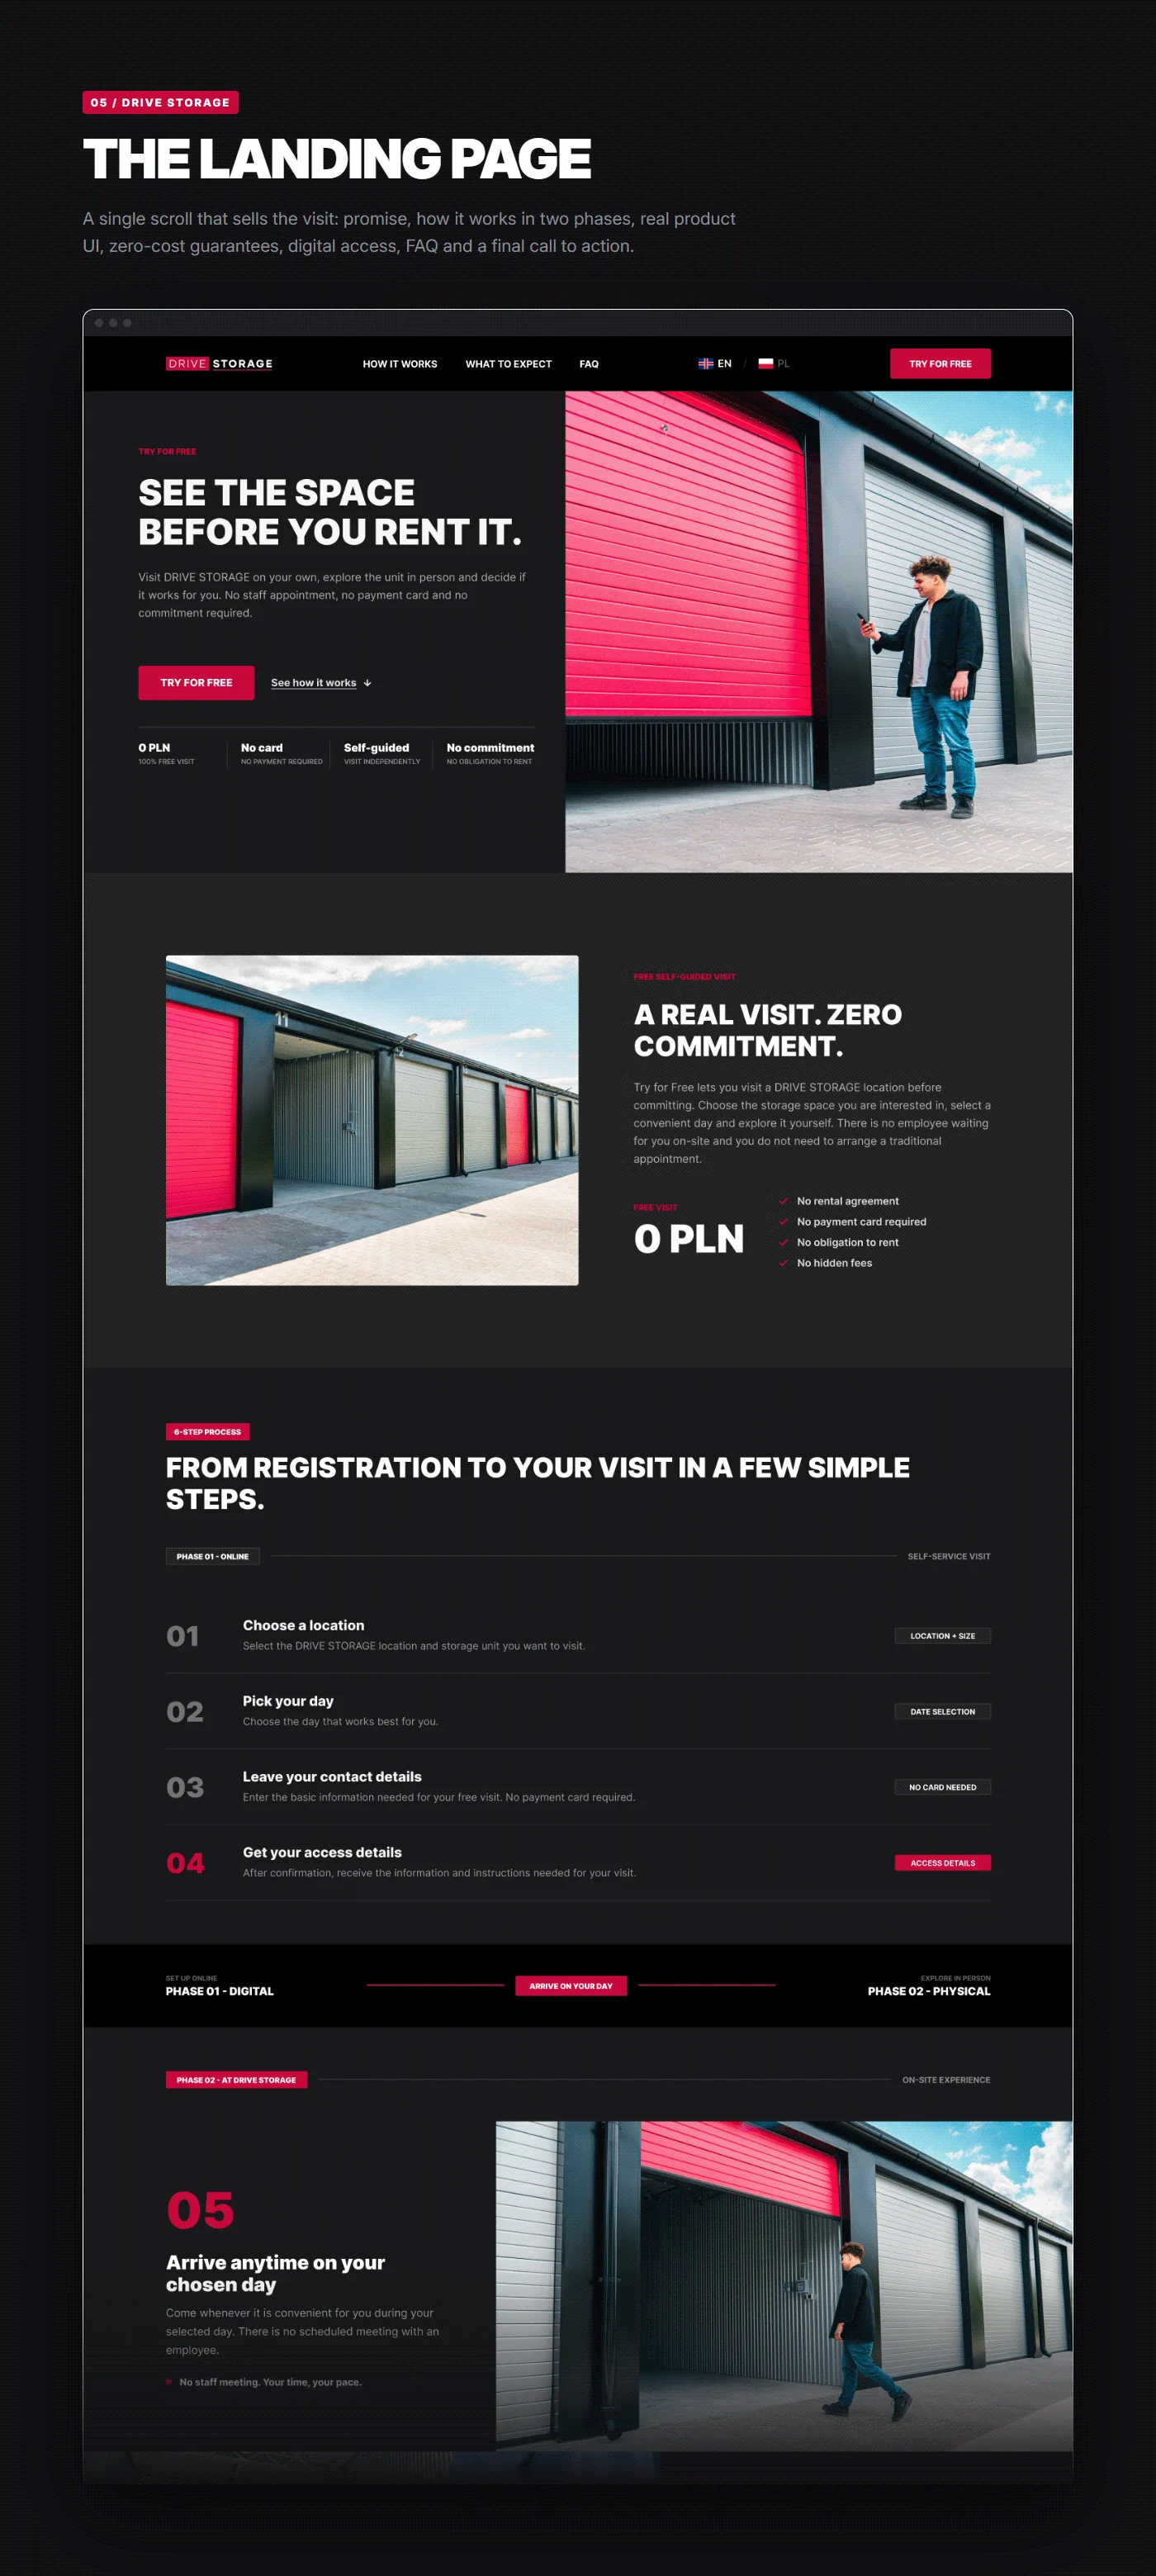 05 / DRIVE STORAGE
THE LANDING PAGE
A single scroll that sells the visit: promise, how it works in two phases, real product
UI, zero-cost guarantees, digital access, FAQ and a final call to action.
DRIVE STORAGE
HOW IT WORKS
WHAT TO EXPECT
FAQ
EN / PL
TRY FOR FREE
TRY FOR FREE
SEE THE SPACE
BEFORE YOU RENT IT.
Visit DRIVE STORAGE on your own, explore the unit in person and decide if
it works for you. No staff appointment, no payment card and no
commitment required.
TRY FOR FREE
See how it works ↓
0 PLN
100% FREE VISIT
No card
NO PAYMENT REQUIRED
Self-guided
VISIT INDEPENDENTLY
No commitment
NO OBLIGATION TO RENT
11
12
FREE SELF-GUIDED VISIT
A REAL VISIT. ZERO
COMMITMENT.
Try for Free lets you visit a DRIVE STORAGE location before
committing. Choose the storage space you are interested in, select a
convenient day and explore it yourself. There is no employee waiting
for you on-site and you do not need to arrange a traditional
appointment.
FREE VISIT
0 PLN
No rental agreement
No payment card required
No obligation to rent
No hidden fees
6-STEP PROCESS
FROM REGISTRATION TO YOUR VISIT IN A FEW SIMPLE
STEPS.
PHASE 01 - ONLINE
SELF-SERVICE VISIT
01
Choose a location
Select the DRIVE STORAGE location and storage unit you want to visit.
LOCATION + SIZE
02
Pick your day
Choose the day that works best for you.
DATE SELECTION
03
Leave your contact details
Enter the basic information needed for your free visit. No payment card required.
NO CARD NEEDED
04
Get your access details
After confirmation, receive the information and instructions needed for your visit.
ACCESS DETAILS
SET UP ONLINE
PHASE 01 - DIGITAL
ARRIVE ON YOUR DAY
EXPLORE IN PERSON
PHASE 02 - PHYSICAL
PHASE 02 - AT DRIVE STORAGE
ON-SITE EXPERIENCE
05
Arrive anytime on your
chosen day
Come whenever it is convenient for you during your
selected day. There is no scheduled meeting with an
employee.
No staff meeting. Your time, your pace.